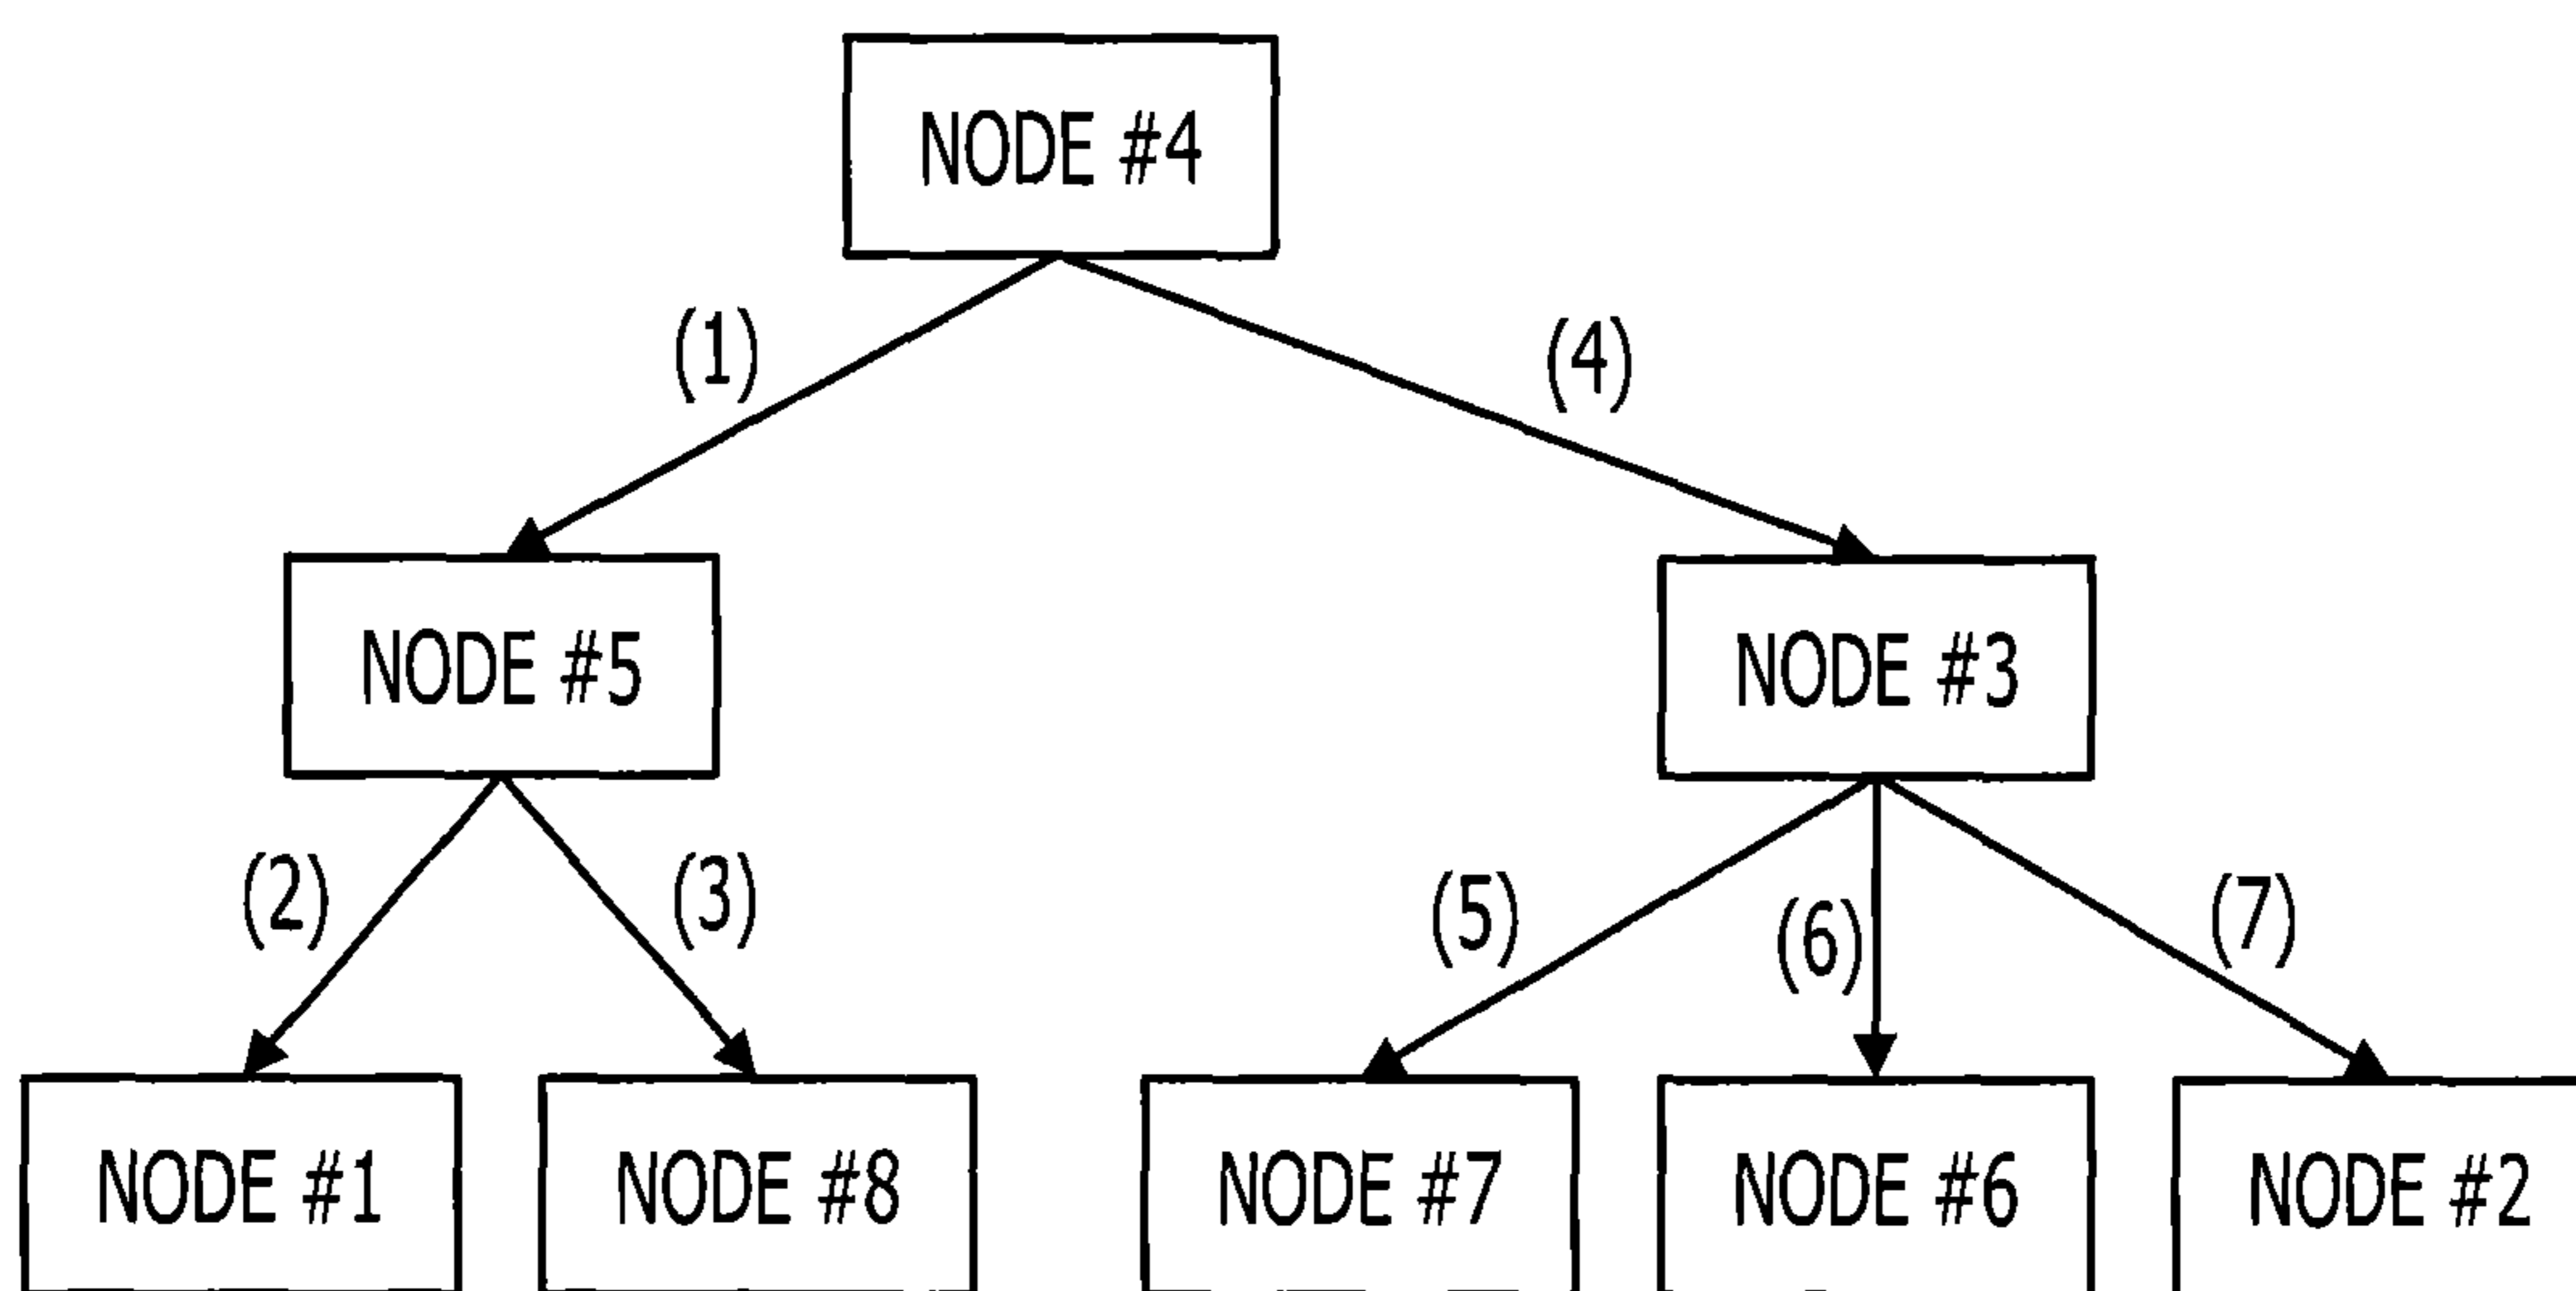 NODE #4
(1)
(4)
NODE #5
NODE #3
(2)
(3)
(5)
(6)
(7)
NODE #1
NODE #8
NODE #7
NODE #6
NODE #2